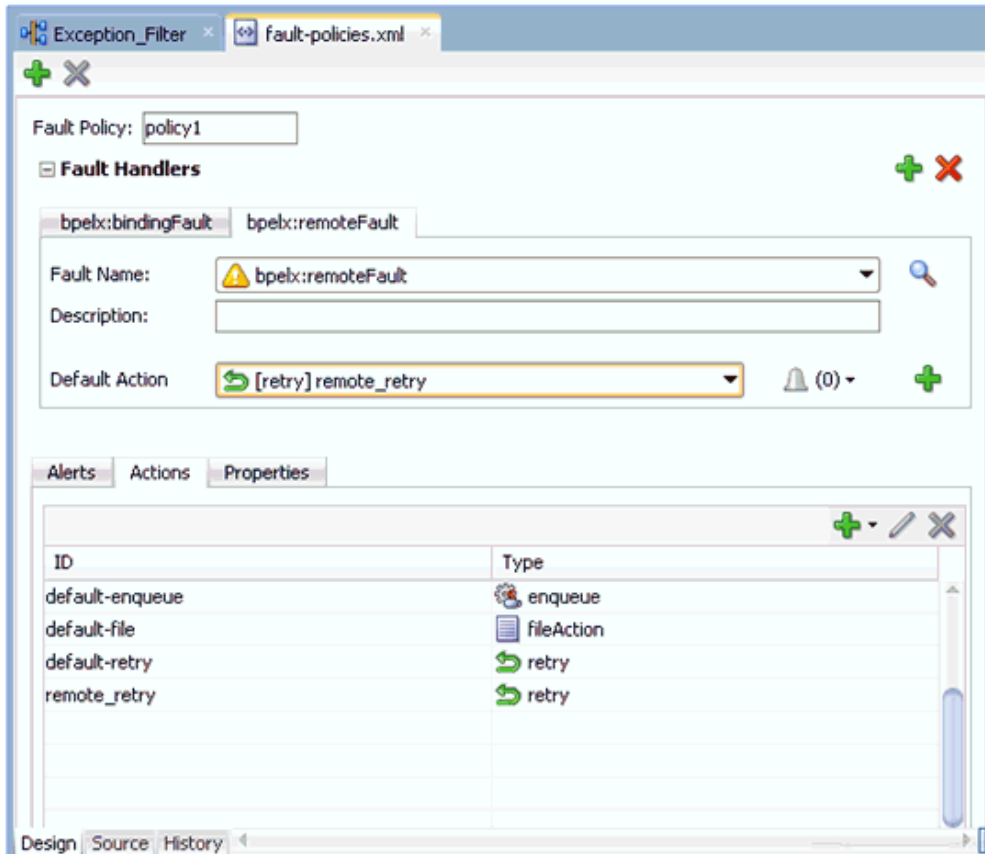 Exception_Filter fault-policies.xml
Fault Policy: policy1
Fault Handlers
bpelx:bindingFault bpelx:remoteFault
Fault Name: bpelx:remoteFault
Description:
Default Action [retry] remote_retry (0)
Alerts Actions Properties
ID Type
default-enqueue enqueue
default-file fileAction
default-retry retry
remote_retry retry
Design Source History